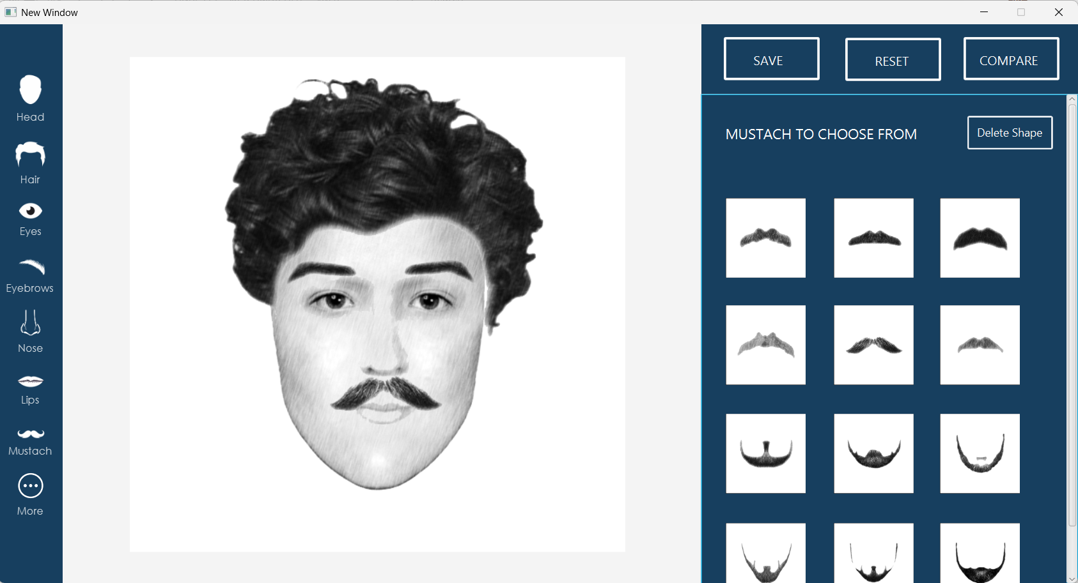 New Window
Head
Hair
Eyes
Eyebrows
Nose
Lips
Mustach
More
SAVE
RESET
COMPARE
MUSTACH TO CHOOSE FROM
Delete Shape